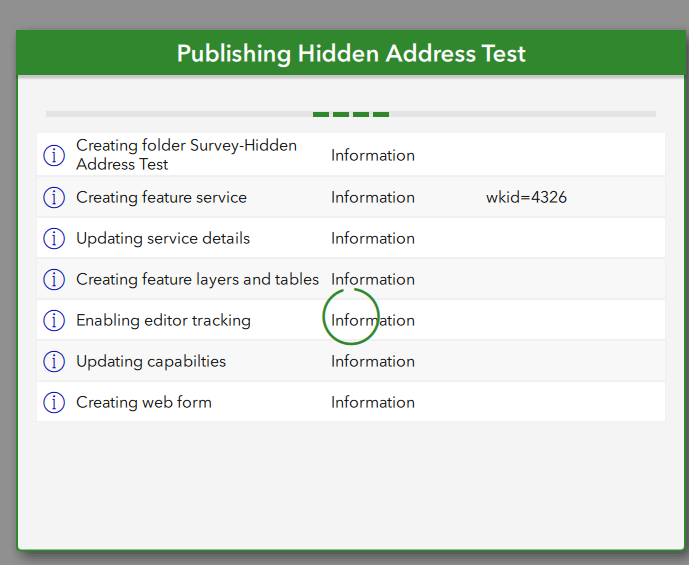 Publishing Hidden Address Test
Creating folder Survey-Hidden
Address Test
Information
Creating feature service Information wkid=4326
Updating service details Information
Creating feature layers and tables Information
Enabling editor tracking Information
Updating capabilties Information
Creating web form Information